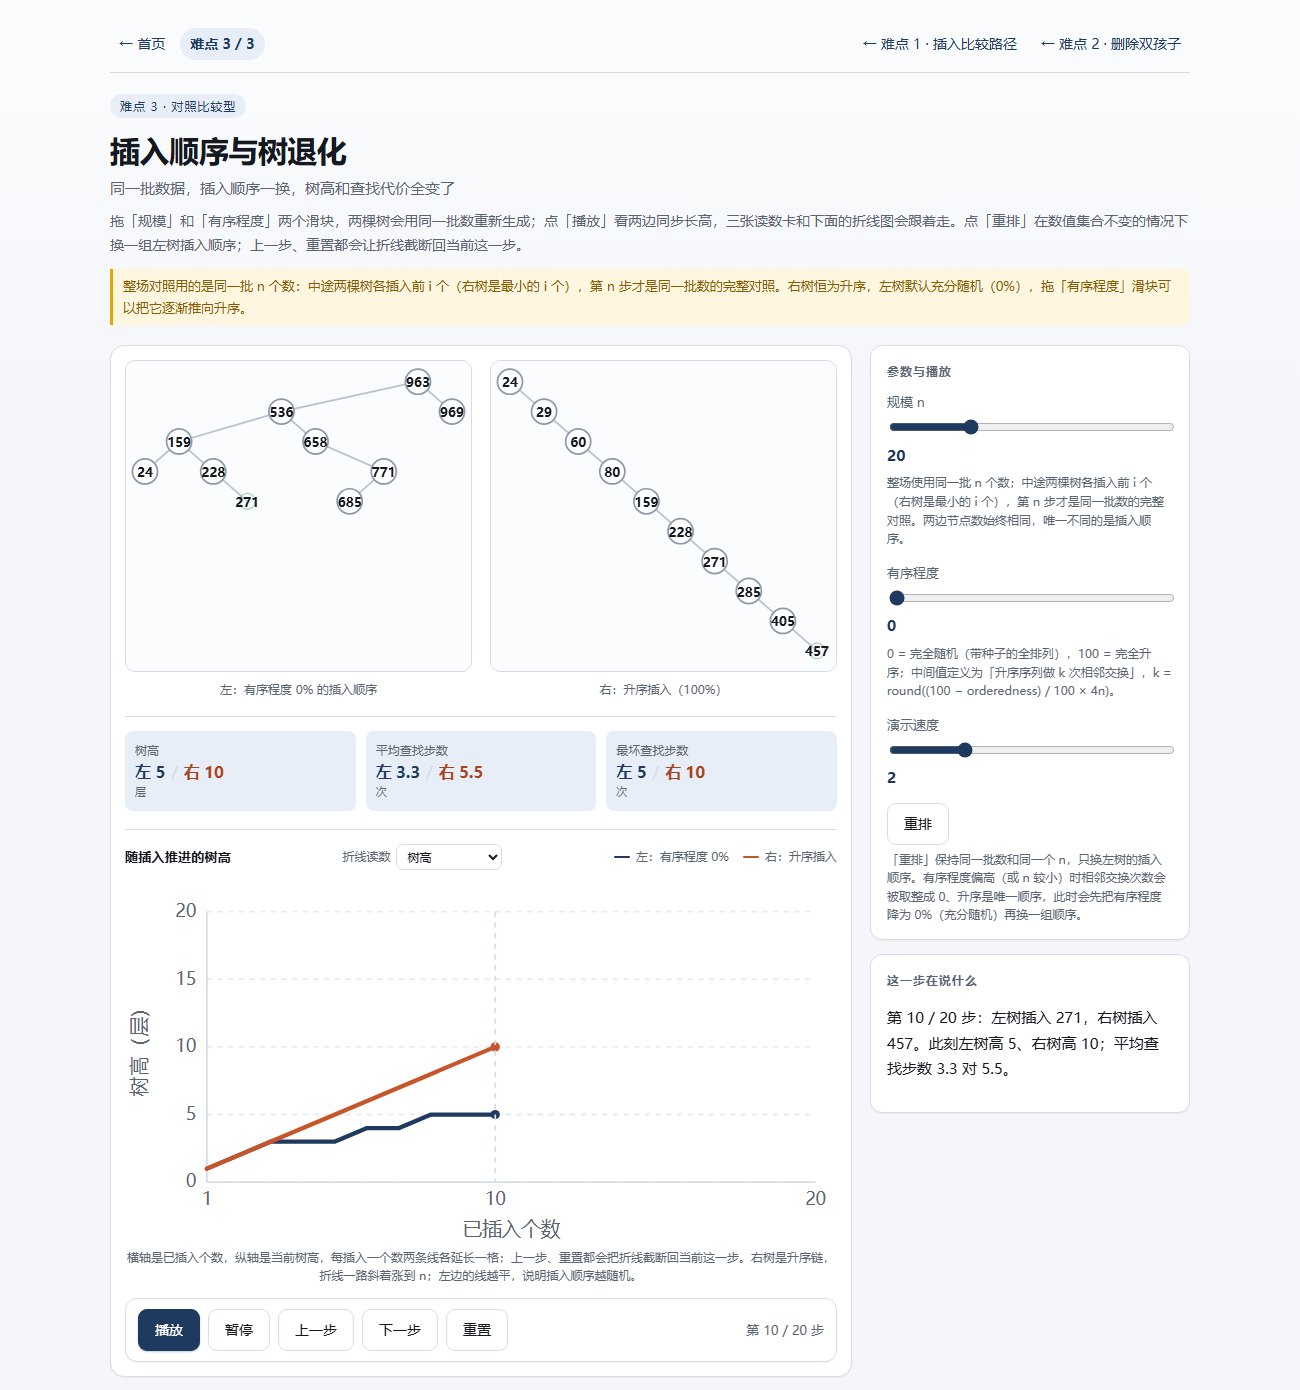 ← 首页
难点 3 / 3
← 难点 1 · 插入比较路径
← 难点 2 · 删除双孩子
难点 3 · 对照比较型
插入顺序与树退化
同一批数据，插入顺序一换，树高和查找代价全变了
拖「规模」和「有序程度」两个滑块，两棵树会用同一批数重新生成；点「播放」看两边同步长高，三张读数卡和下面的折线图会跟着走。点「重排」在数值集合不变的情况下
换一组左树插入顺序；上一步、重置都会让折线截断回当前这一步。
整场对照用的是同一批 n 个数：中途两棵树各插入前 i 个（右树是最小的 i 个），第 n 步才是同一批数的完整对照。右树恒为升序，左树默认充分随机（0%），拖「有序程度」滑块可
以把它逐渐推向升序。
963
536
969
159
658
24
228
771
271
685
左：有序程度 0% 的插入顺序
24
29
60
80
159
228
271
285
405
457
右：升序插入（100%）
树高
左 5 / 右 10
层
平均查找步数
左 3.3 / 右 5.5
次
最坏查找步数
左 5 / 右 10
次
随插入推进的树高
折线读数 树高
左：有序程度 0%
右：升序插入
20
15
10
5
0
1
10
20
树高（层）
已插入个数
横轴是已插入个数，纵轴是当前树高，每插入一个数两条线各延长一格；上一步、重置都会把折线截断回当前这一步。右树是升序链，
折线一路斜着涨到 n；左边的线越平，说明插入顺序越随机。
播放
暂停
上一步
下一步
重置
第 10 / 20 步
参数与播放
规模 n
20
整场使用同一批 n 个数；中途两棵树各插入前 i 个
（右树是最小的 i 个），第 n 步才是同一批数的完整
对照。两边节点数始终相同，唯一不同的是插入顺
序。
有序程度
0
0 = 完全随机（带种子的全排列），100 = 完全升
序；中间值定义为「升序序列做 k 次相邻交换」，k =
round((100 − orderedness) / 100 × 4n)。
演示速度
2
重排
「重排」保持同一批数和同一个 n，只换左树的插入
顺序。有序程度偏高（或 n 较小）时相邻交换次数会
被取整成 0、升序是唯一顺序，此时会先把有序程度
降为 0%（充分随机）再换一组顺序。
这一步在说什么
第 10 / 20 步：左树插入 271，右树插入
457。此刻左树高 5、右树高 10；平均查
找步数 3.3 对 5.5。